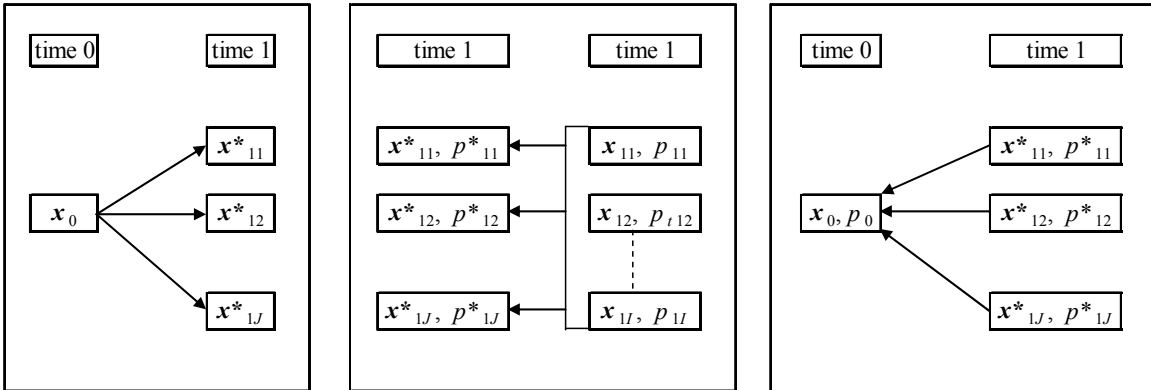 time 0 time 1
x*11
x0 x*12
x*1J
time 1 time 1
x*11, p*11 x11, p11
x*12, p*12 x12, pt12
x*1J, p*1J x1I, p1I
time 0 time 1
x*11, p*11
x0, p0 x*12, p*12
x*1J, p*1J